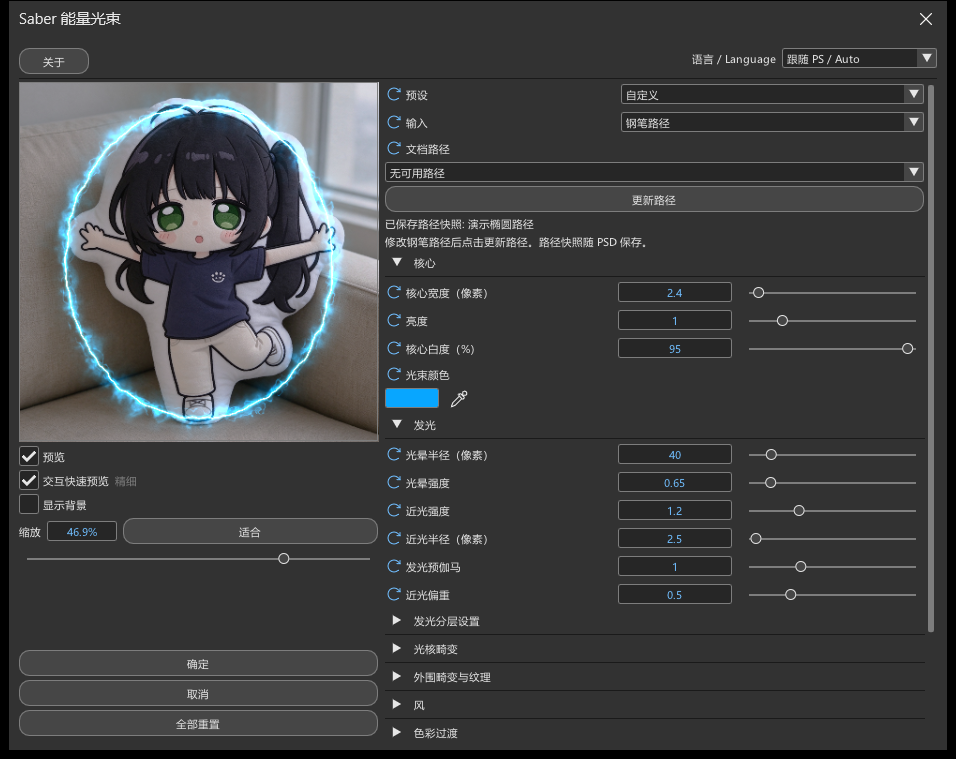 Saber 能量光束
关于
语言 / Language 跟随 PS / Auto
预设 自定义
输入 钢笔路径
文档路径
无可用路径
更新路径
已保存路径快照: 演示椭圆路径
修改钢笔路径后点击更新路径。路径快照随 PSD 保存。
核心
核心宽度（像素） 2.4
亮度 1
核心白度（%） 95
光束颜色
发光
光晕半径（像素） 40
光晕强度 0.65
近光强度 1.2
近光半径（像素） 2.5
发光预伽马 1
近光偏重 0.5
发光分层设置
光核畸变
外围畸变与纹理
风
色彩过渡
预览
交互快速预览 精细
显示背景
缩放 46.9% 适合
确定
取消
全部重置